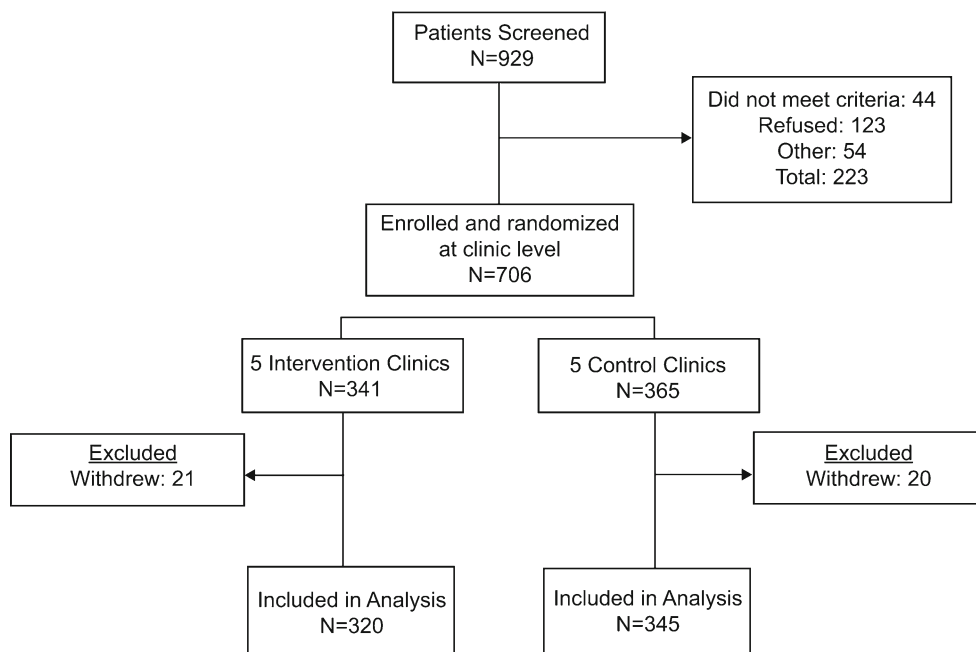 Patients Screened
N=929
Did not meet criteria: 44
Refused: 123
Other: 54
Total: 223
Enrolled and randomized
at clinic level
N=706
5 Intervention Clinics
N=341
5 Control Clinics
N=365
Excluded
Withdrew: 21
Excluded
Withdrew: 20
Included in Analysis
N=320
Included in Analysis
N=345